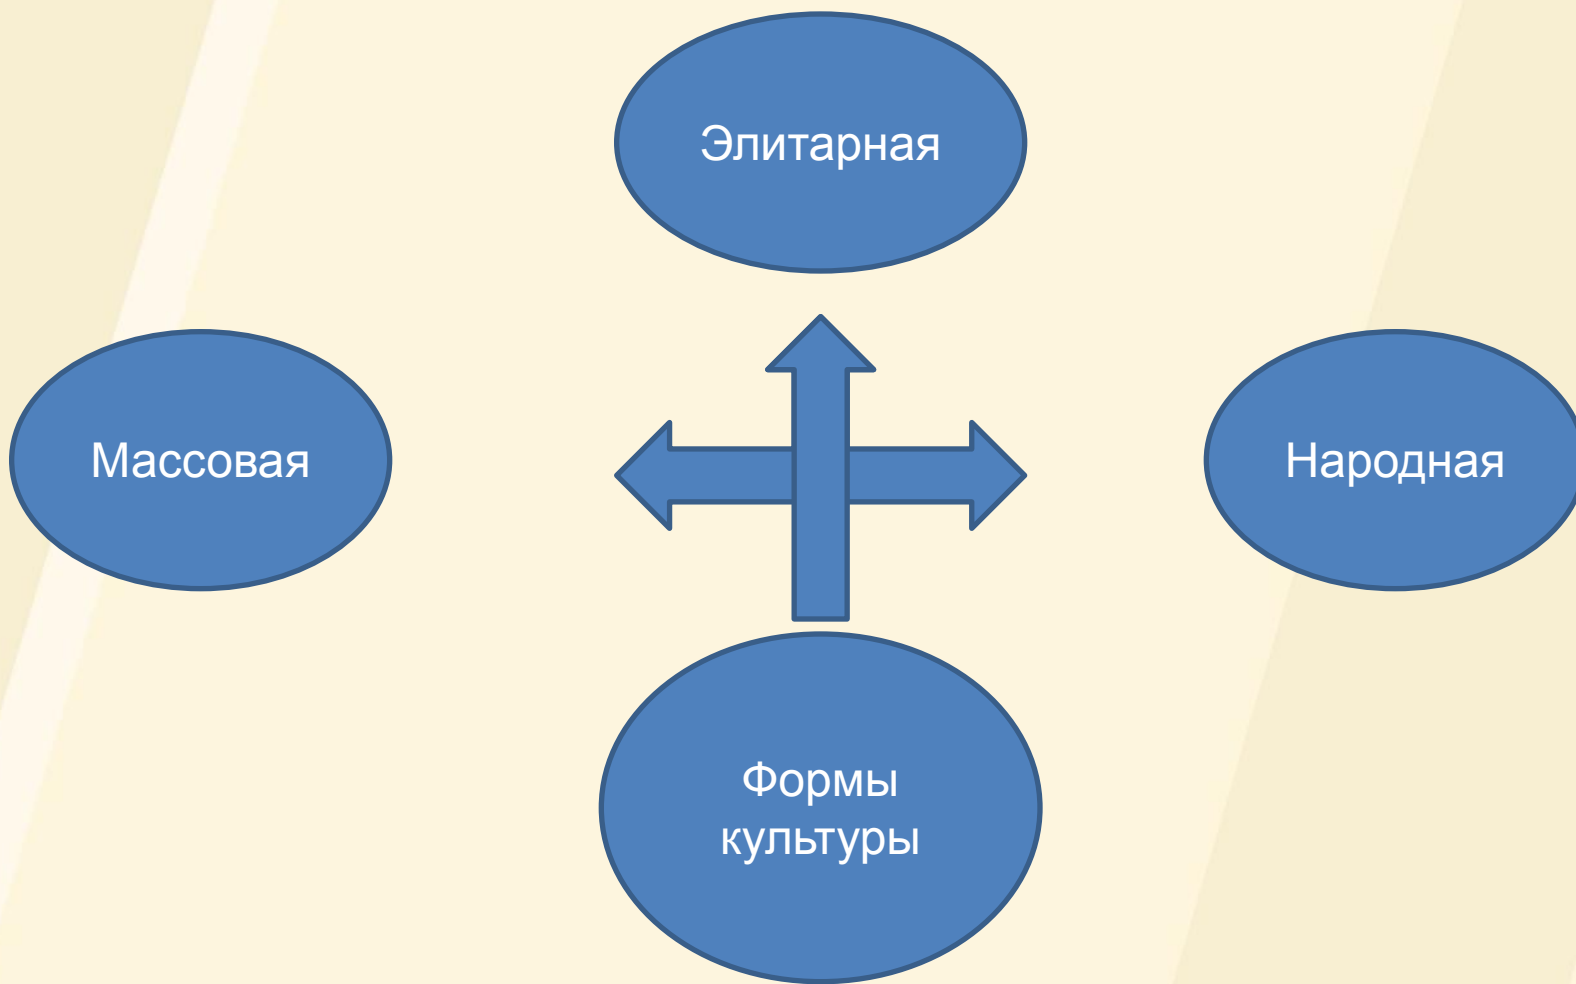 Элитарная
Массовая
Народная
Формы
культуры